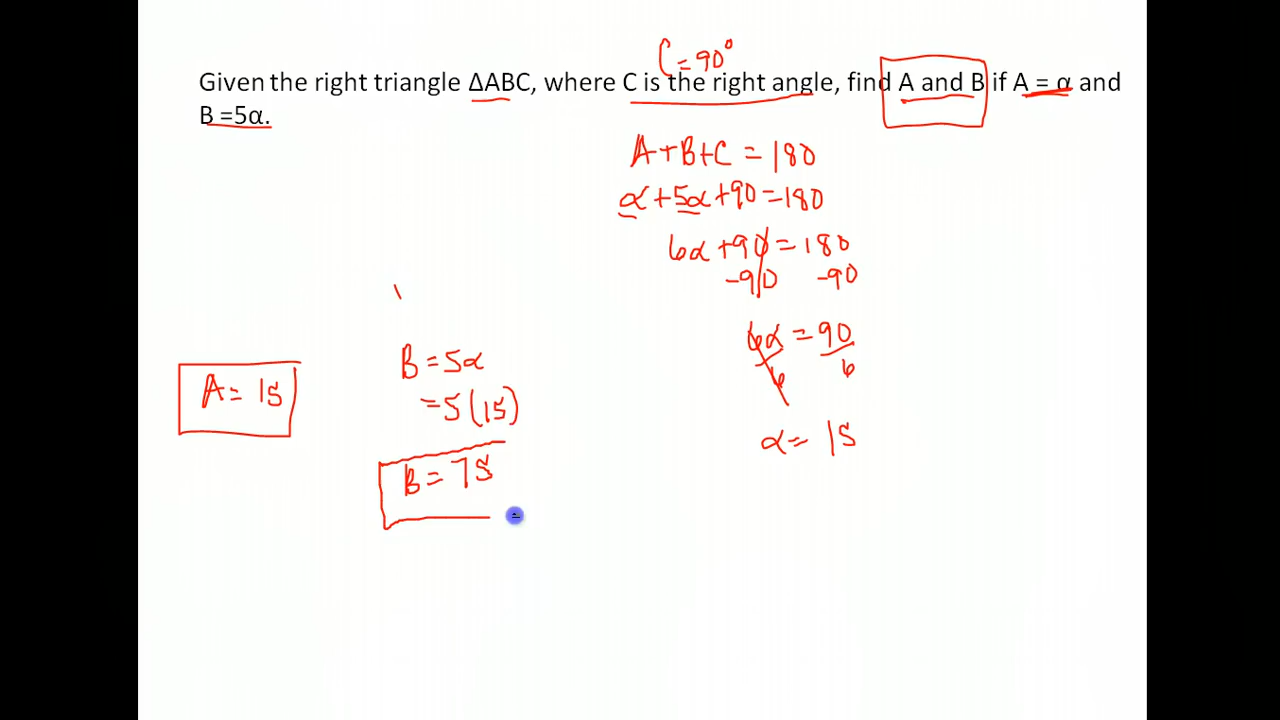 C = 90°
Given the right triangle ΔABC, where C is the right angle, find A and B if A = α and
B =5α.
A+B+C = 180
α + 5α + 90 = 180
6α + 90 = 180
-90 -90
6α = 90
6 6
α = 15
A = 15
B = 5α
= 5(15)
B = 75